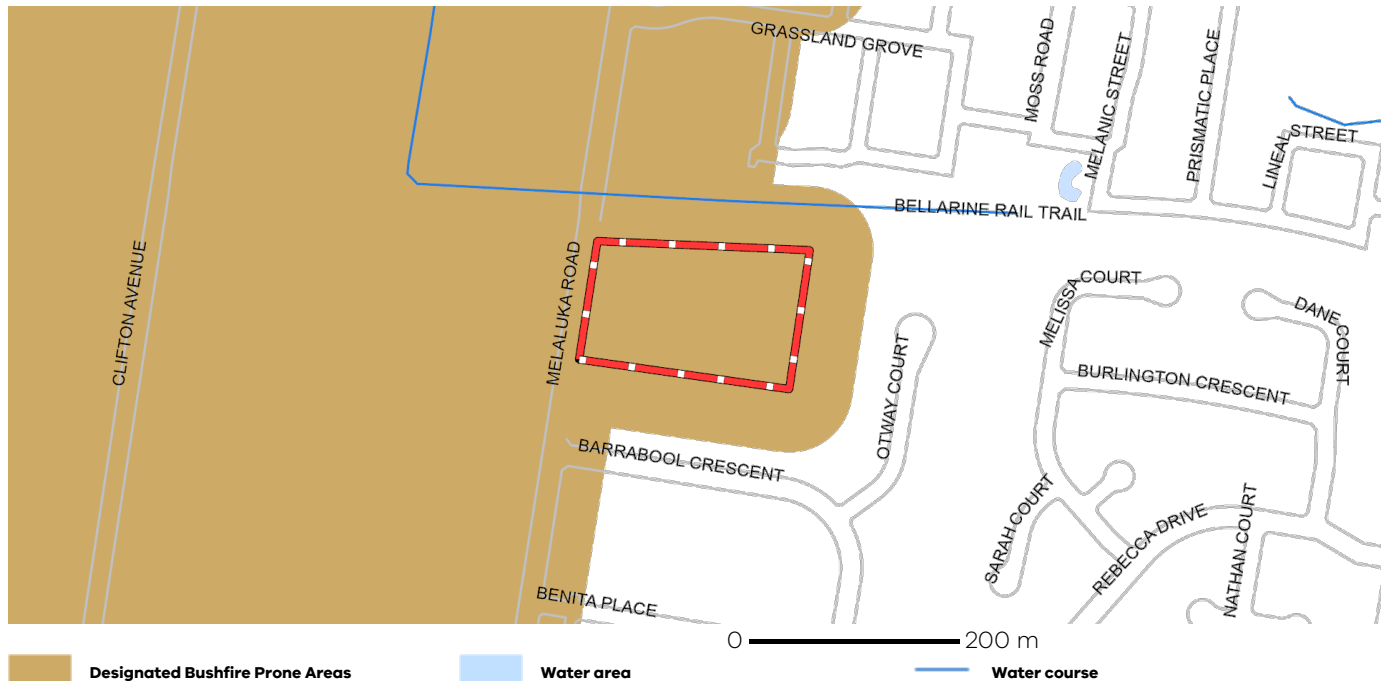 GRASSLAND GROVE
MOSS ROAD
MELANIC STREET
PRISMATIC PLACE
LINEAL
STREET
BELLARINE RAIL TRAIL
CLIFTON AVENUE
MELALUKA ROAD
MELISSA COURT
DANE COURT
OTWAY COURT
BURLINGTON CRESCENT
BARRABOOL CRESCENT
SARAH COURT
REBECCA DRIVE
NATHAN COURT
BENITA PLACE
0 200 m
Designated Bushfire Prone Areas Water area Water course